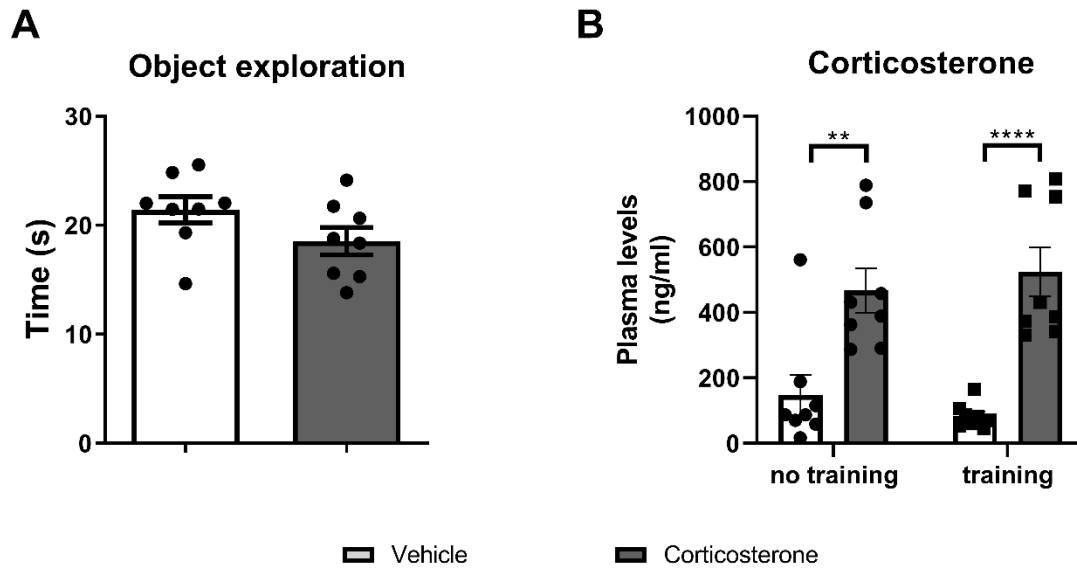 A
Object exploration
Time (s)
30
20
10
0
B
Corticosterone
Plasma levels
(ng/ml)
1000
800
600
400
200
0
**
****
no training
training
Vehicle
Corticosterone